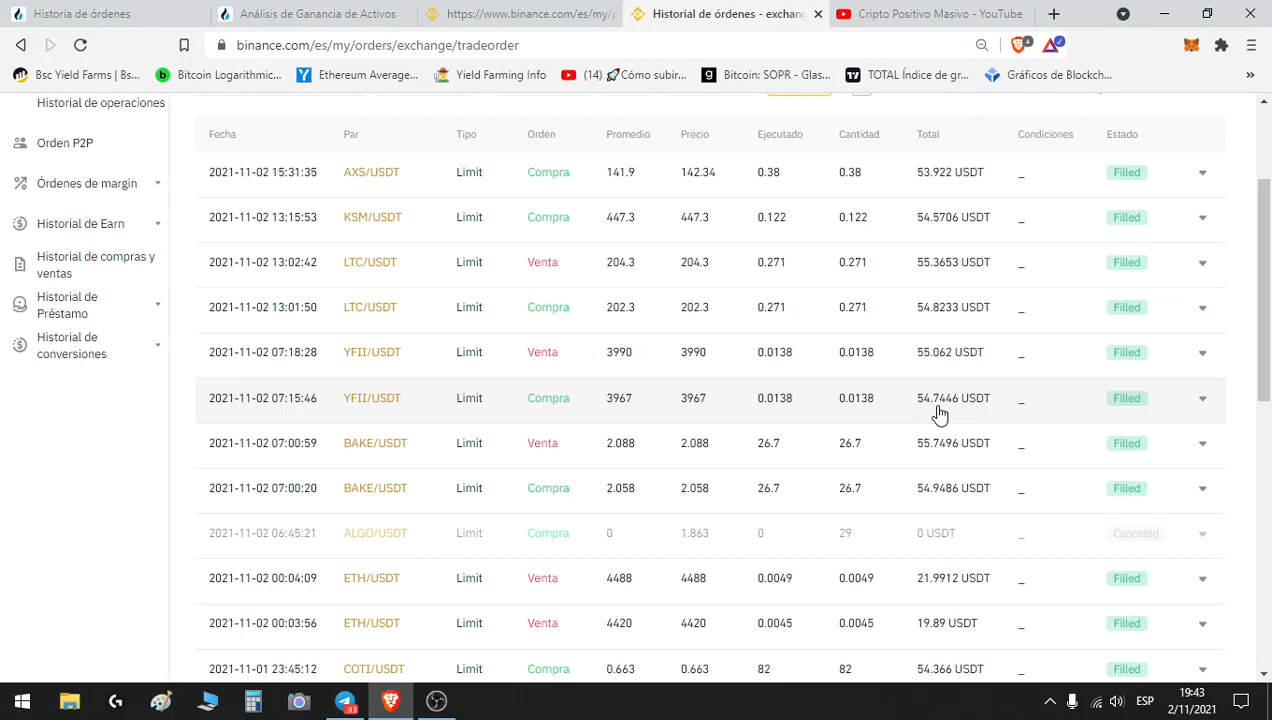 Historia de órdenes
Análisis de Ganancia de Activos
https://www.binance.com/es/my/
Historial de órdenes - exchan
Cripto Positivo Masivo - YouTube
binance.com/es/my/orders/exchange/tradeorder
4
Bsc Yield Farms | Bs...
Bitcoin Logarithmic...
Ethereum Average...
Yield Farming Info
(14) 🚀Cómo subir...
Bitcoin: SOPR - Glas...
TOTAL Índice de gr...
Gráficos de Blockch...
»
Historial de operaciones
Orden P2P
Órdenes de margin
Historial de Earn
Historial de compras y
ventas
Historial de
Préstamo
Historial de
conversiones
Fecha Par Tipo Orden Promedio Precio Ejecutado Cantidad Total Condiciones Estado
2021-11-02 15:31:35 AXS/USDT Limit Compra 141.9 142.34 0.38 0.38 53.922 USDT _ Filled
2021-11-02 13:15:53 KSM/USDT Limit Compra 447.3 447.3 0.122 0.122 54.5706 USDT _ Filled
2021-11-02 13:02:42 LTC/USDT Limit Venta 204.3 204.3 0.271 0.271 55.3653 USDT _ Filled
2021-11-02 13:01:50 LTC/USDT Limit Compra 202.3 202.3 0.271 0.271 54.8233 USDT _ Filled
2021-11-02 07:18:28 YFII/USDT Limit Venta 3990 3990 0.0138 0.0138 55.062 USDT _ Filled
2021-11-02 07:15:46 YFII/USDT Limit Compra 3967 3967 0.0138 0.0138 54.7446 USDT _ Filled
2021-11-02 07:00:59 BAKE/USDT Limit Venta 2.088 2.088 26.7 26.7 55.7496 USDT _ Filled
2021-11-02 07:00:20 BAKE/USDT Limit Compra 2.058 2.058 26.7 26.7 54.9486 USDT _ Filled
2021-11-02 06:45:21 ALGO/USDT Limit Compra 0 1.863 0 29 0 USDT _ Canceled
2021-11-02 00:04:09 ETH/USDT Limit Venta 4488 4488 0.0049 0.0049 21.9912 USDT _ Filled
2021-11-02 00:03:56 ETH/USDT Limit Venta 4420 4420 0.0045 0.0045 19.89 USDT _ Filled
2021-11-01 23:45:12 COTI/USDT Limit Compra 0.663 0.663 82 82 54.366 USDT _ Filled
93
ESP
19:43
2/11/2021